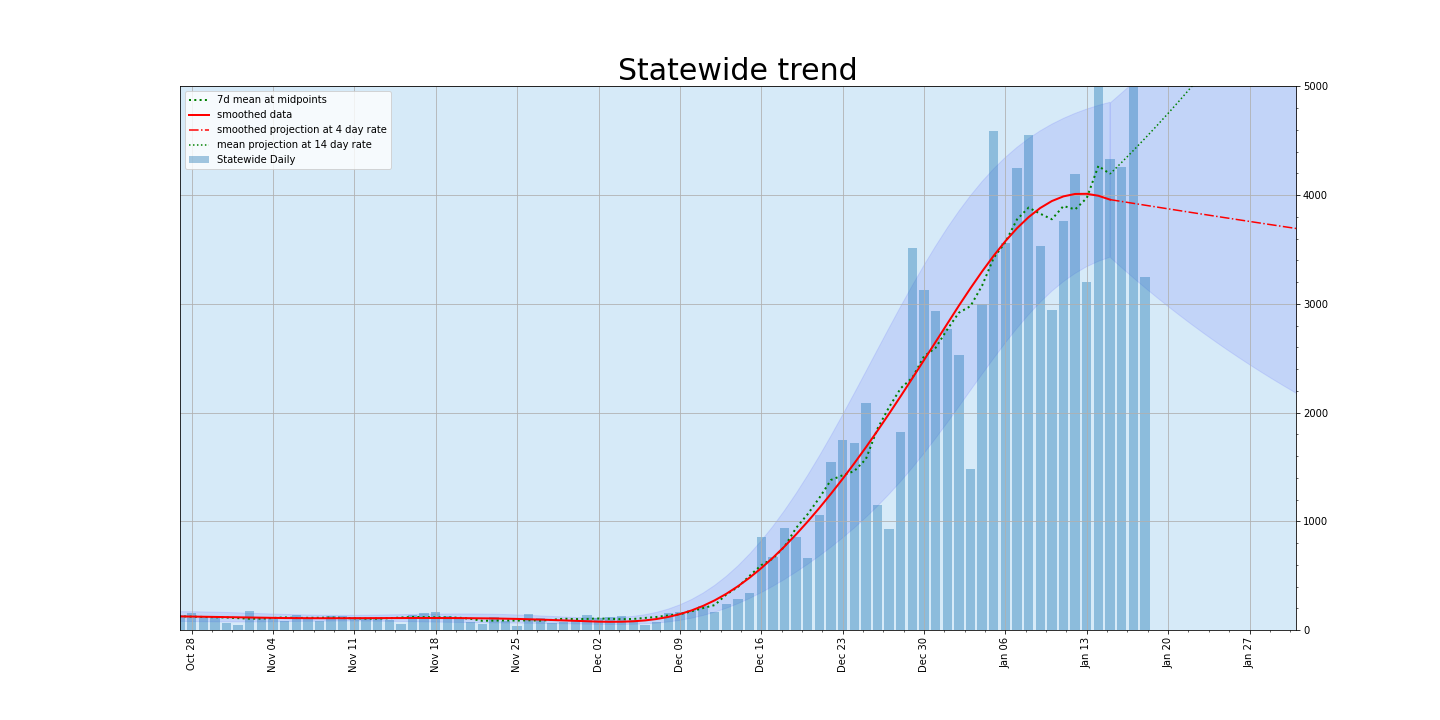 Statewide trend
7d mean at midpoints
smoothed data
smoothed projection at 4 day rate
mean projection at 14 day rate
Statewide Daily
5000
4000
3000
2000
1000
0
Oct 28
Nov 04
Nov 11
Nov 18
Nov 25
Dec 02
Dec 09
Dec 16
Dec 23
Dec 30
Jan 06
Jan 13
Jan 20
Jan 27